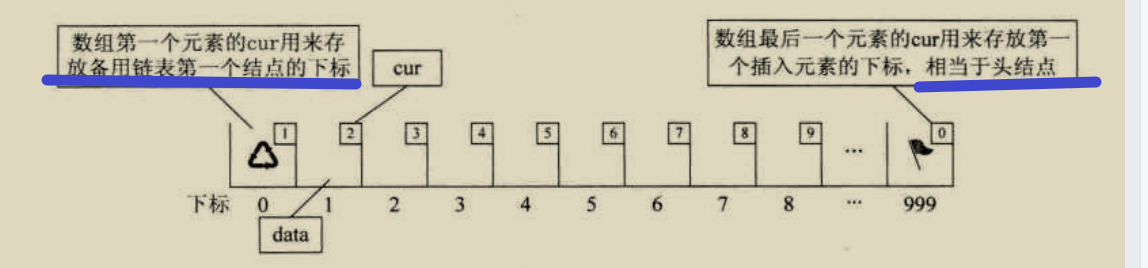 数组第一个元素的cur用来存
放备用链表第一个结点的下标
cur
数组最后一个元素的cur用来存放第一
个插入元素的下标，相当于头结点
1 2 3 4 5 6 7 8 9 … 0
下标 0 1 2 3 4 5 6 7 8 … 999
data